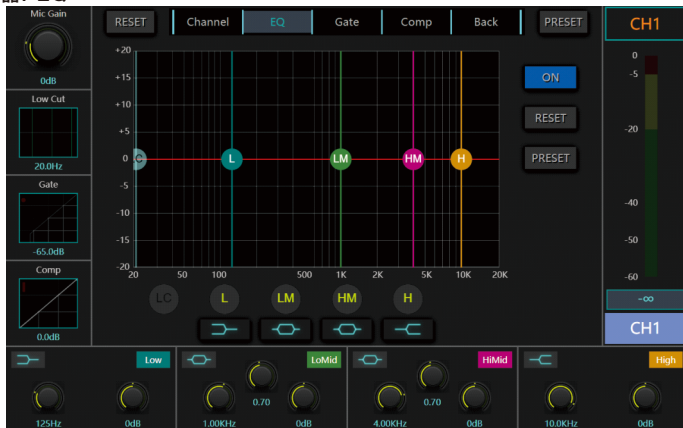 Mic Gain
0dB
Low Cut
20.0Hz
Gate
-65.0dB
Comp
0.0dB
RESET
Channel
EQ
Gate
Comp
Back
PRESET
+20
+15
+10
+5
0
-5
-10
-15
-20
20
50
100
500
1K
2K
5K
10K
20K
C
L
LM
HM
H
LC
L
LM
HM
H
ON
RESET
PRESET
CH1
0
-5
-20
-40
-50
-60
-∞
CH1
Low
125Hz
0dB
LoMid
1.00KHz
0.70
0dB
HiMid
4.00KHz
0.70
0dB
High
10.0KHz
0dB